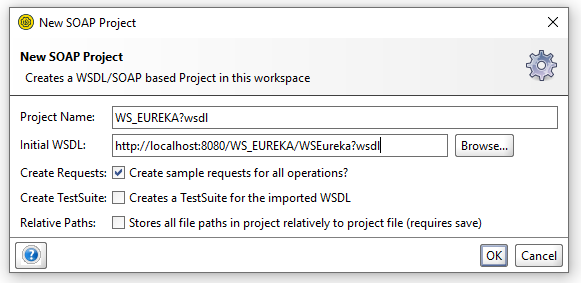 New SOAP Project
New SOAP Project
Creates a WSDL/SOAP based Project in this workspace
Project Name: WS_EUREKA?wsdl
Initial WSDL: http://localhost:8080/WS_EUREKA/WSEureka?wsdl Browse...
Create Requests: Create sample requests for all operations?
Create TestSuite: Creates a TestSuite for the imported WSDL
Relative Paths: Stores all file paths in project relatively to project file (requires save)
? OK Cancel